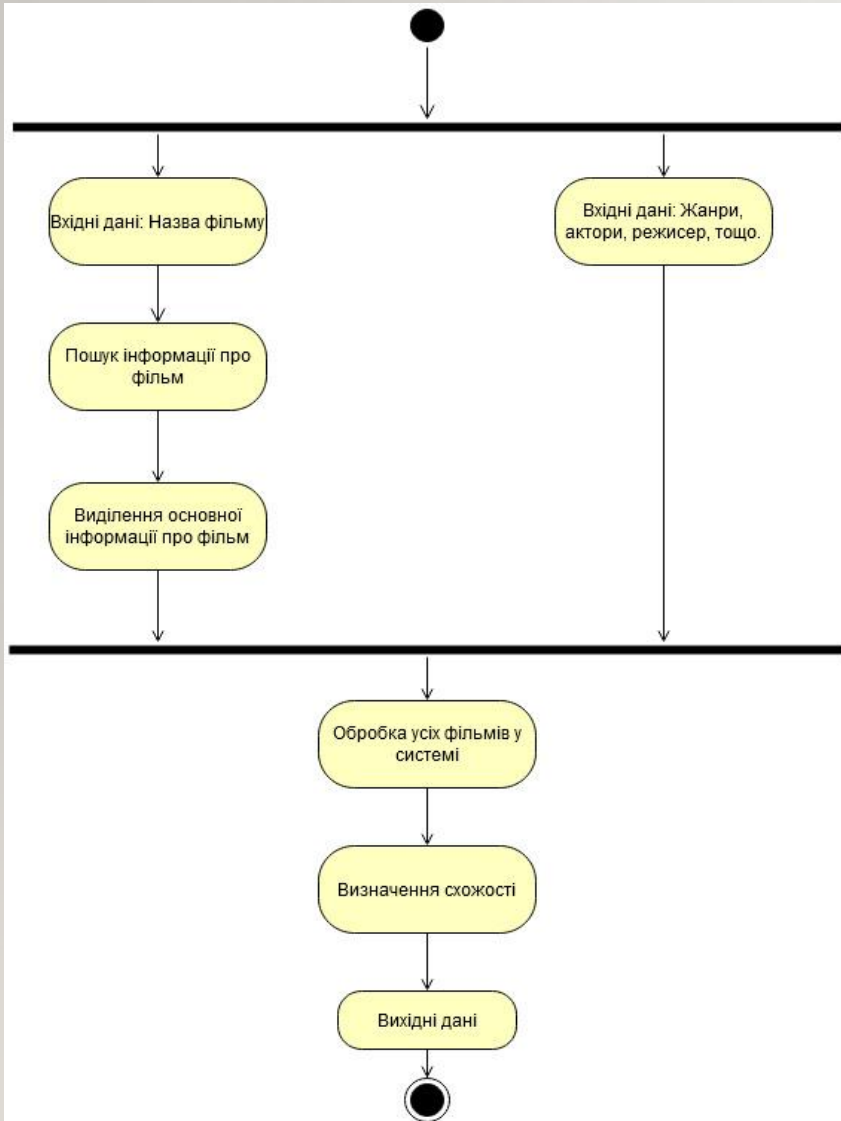 Вхідні дані: Назва фільму
Вхідні дані: Жанри,
актори, режисер, тощо.
Пошук інформації про
фільм
Виділення основної
інформації про фільм
Обробка усіх фільмів у
системі
Визначення схожості
Вихідні дані